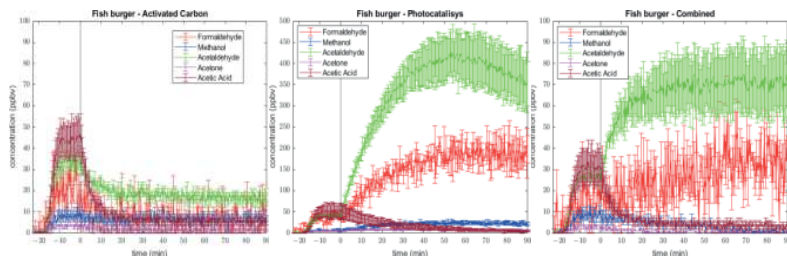 Fish burger - Activated Carbon
100
90
80
70
60
50
40
30
20
10
0
concentration (ppbv)
Formaldehyde
Methanol
Acetaldehyde
Acetone
Acetic Acid
−20 −10 0 10 20 30 40 50 60 70 80 90
time (min)
Fish burger - Photocatalisys
500
450
400
350
300
250
200
150
100
50
0
concentration (ppbv)
Formaldehyde
Methanol
Acetaldehyde
Acetone
Acetic Acid
−20 −10 0 10 20 30 40 50 60 70 80 90
time (min)
Fish burger - Combined
100
90
80
70
60
50
40
30
20
10
0
concentration (ppbv)
Formaldehyde
Methanol
Acetaldehyde
Acetone
Acetic Acid
−20 −10 0 10 20 30 40 50 60 70 80 90
time (min)